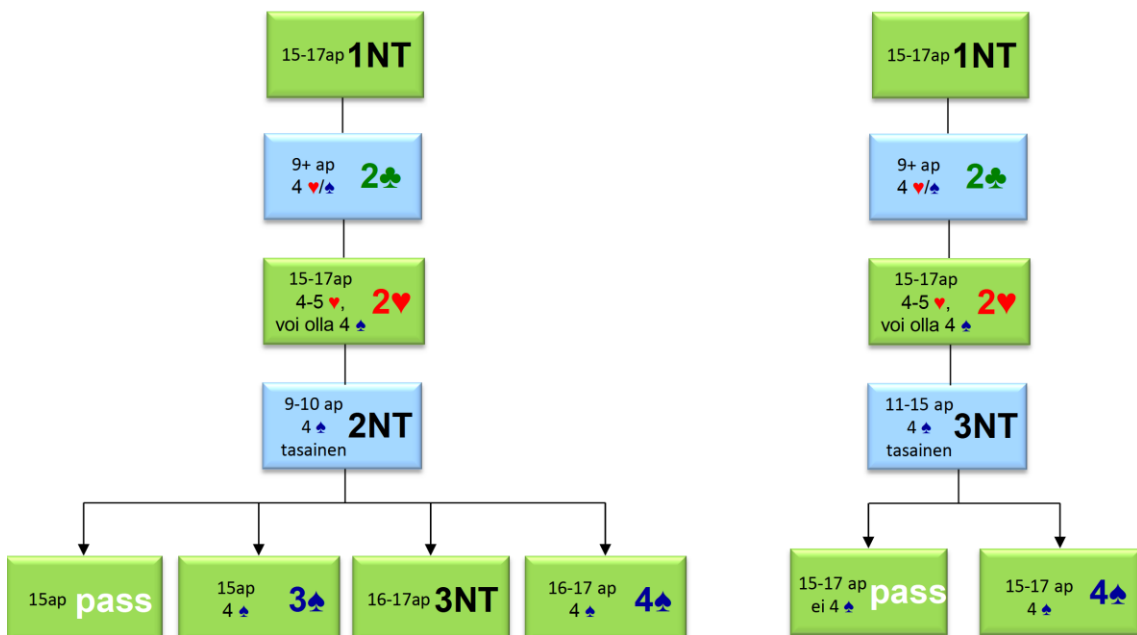 15-17ap 1NT
9+ ap
4 ♥/♠ 2♣
15-17ap
4-5 ♥, 2♥
voi olla 4 ♠
9-10 ap
4 ♠ 2NT
tasainen
15ap pass
15ap
4 ♠ 3♠
16-17ap 3NT
16-17 ap
4 ♠ 4♠
15-17ap 1NT
9+ ap
4 ♥/♠ 2♣
15-17ap
4-5 ♥, 2♥
voi olla 4 ♠
11-15 ap
4 ♠ 3NT
tasainen
15-17 ap
ei 4 ♠ pass
15-17 ap
4 ♠ 4♠